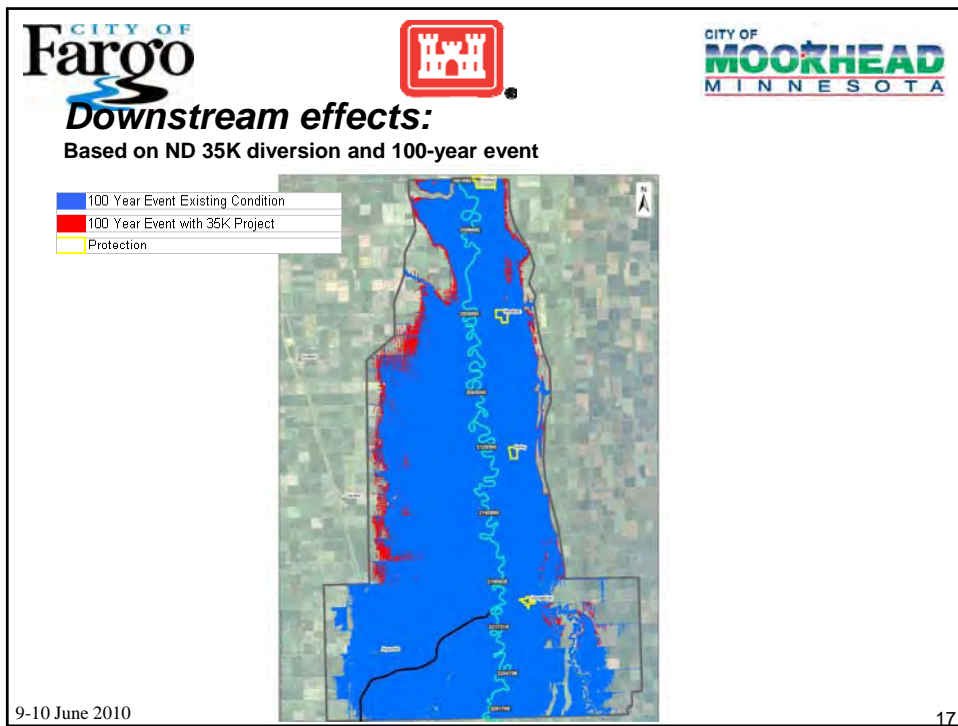 CITY OF
Fargo
CITY OF
MOORHEAD
MINNESOTA
Downstream effects:
Based on ND 35K diversion and 100-year event
100 Year Event Existing Condition
100 Year Event with 35K Project
Protection
N
9-10 June 2010
17